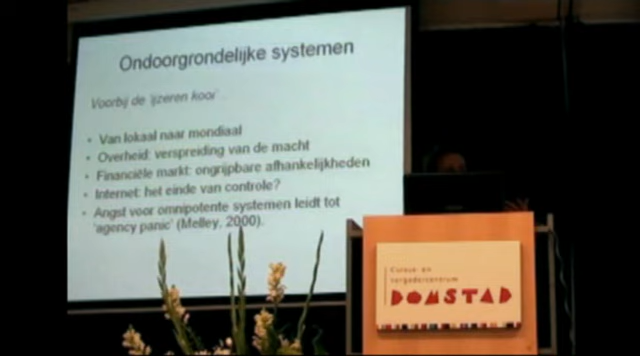 Ondoorgrondelijke systemen
Voorbij de 'ijzeren kooi'...
• Van lokaal naar mondiaal
• Overheid: verspreiding van de macht
• Financiële markt: ongrijpbare afhankelijkheden
• Internet: het einde van controle?
• Angst voor omnipotente systemen leidt tot
'agency panic' (Melley, 2000).
Cursus- en
vergadercentrum
DOMSTAD